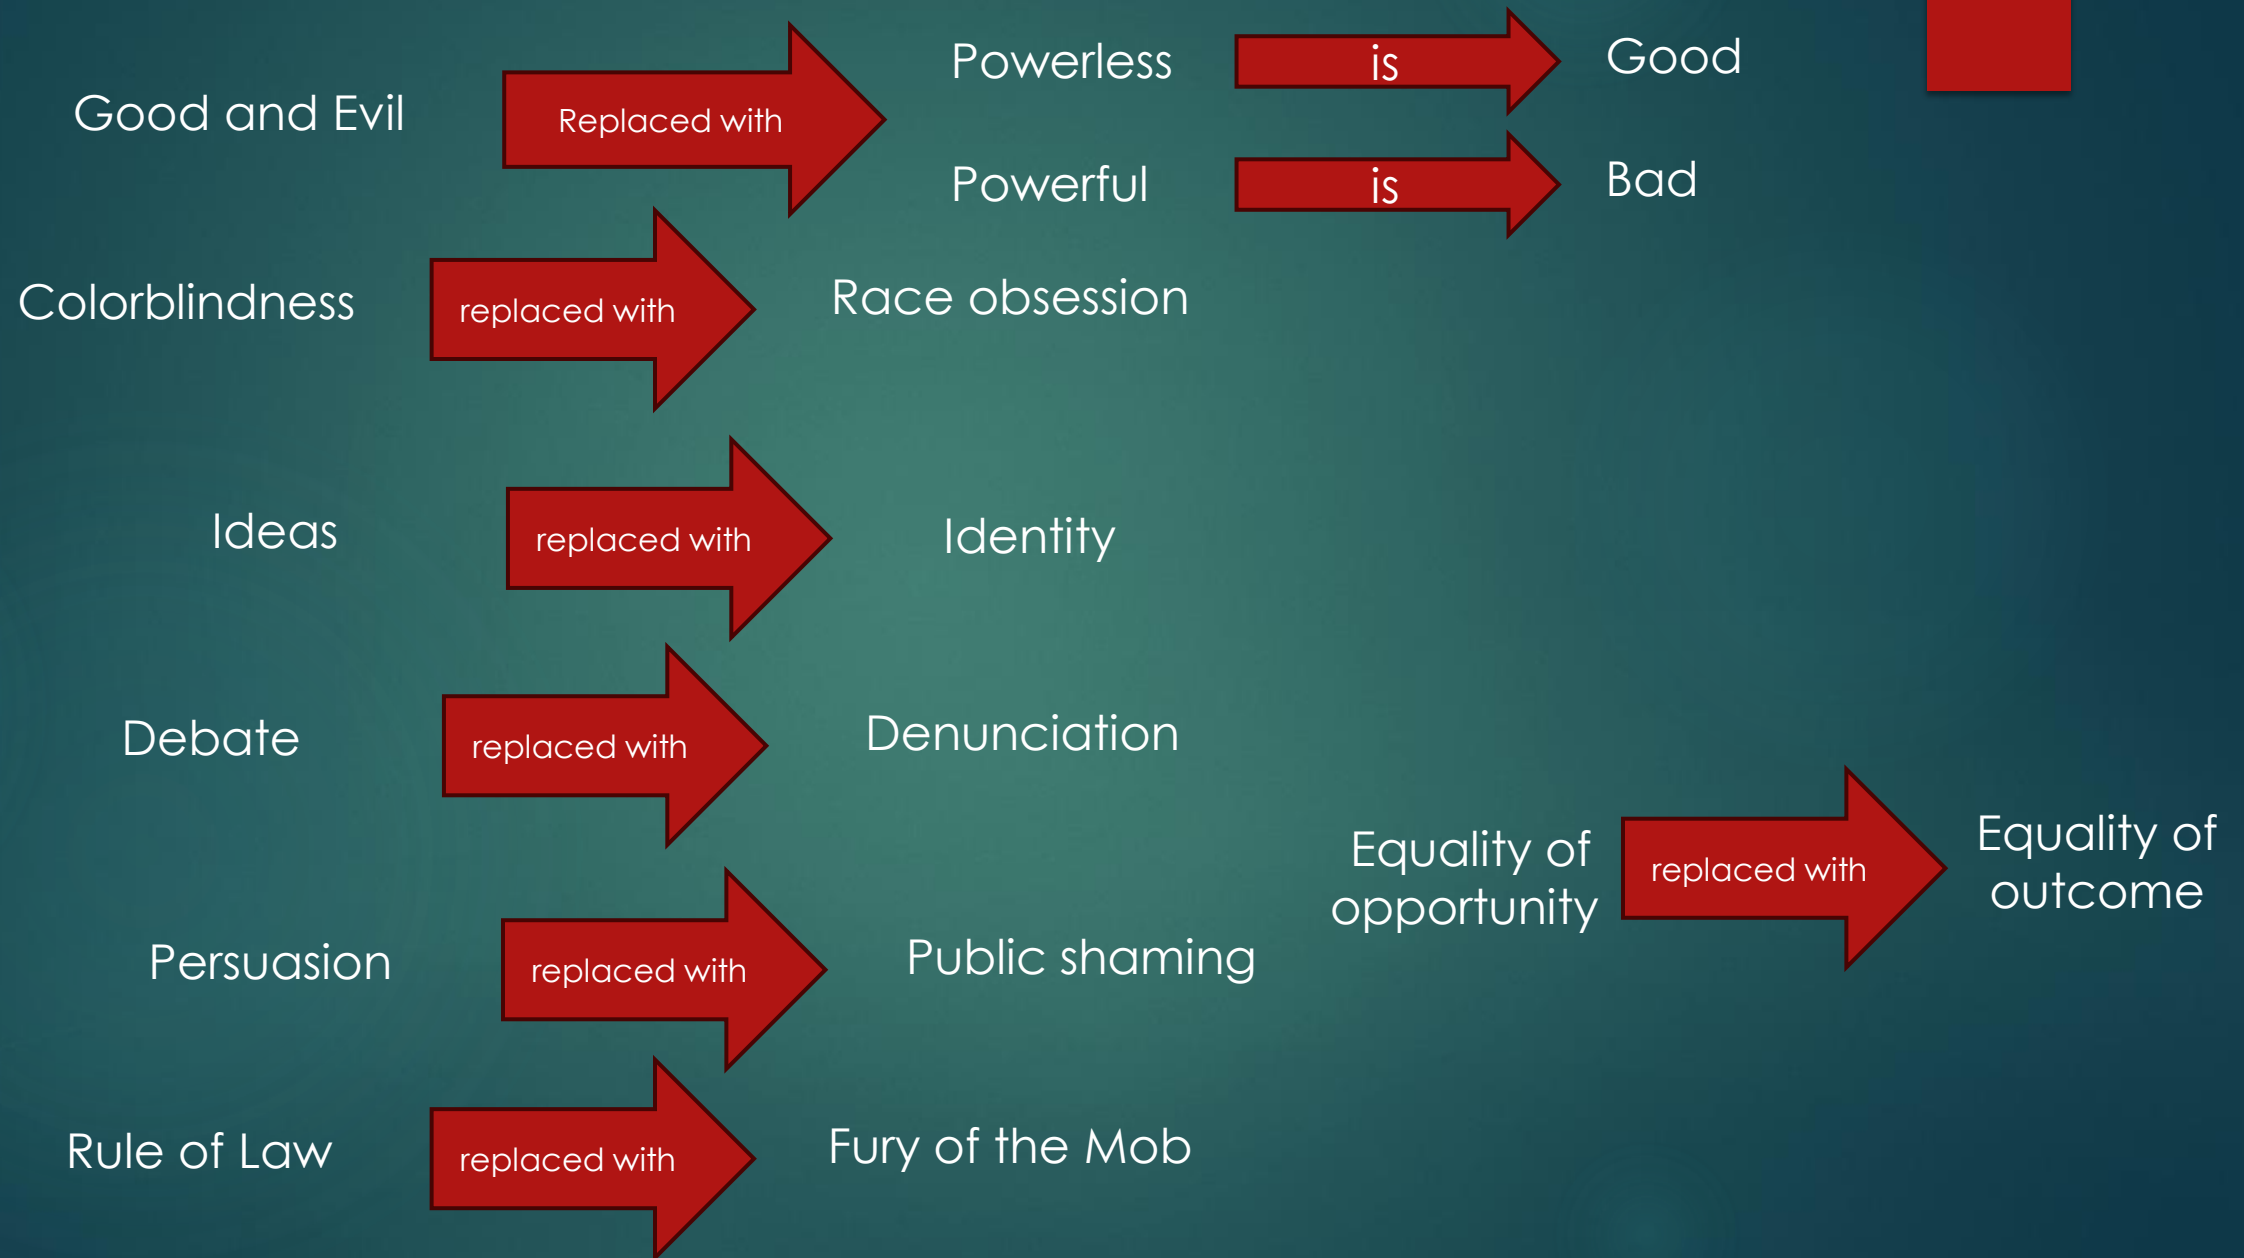 Good and Evil
Replaced with
Powerless
is
Good
Powerful
is
Bad
Colorblindness
replaced with
Race obsession
Ideas
replaced with
Identity
Debate
replaced with
Denunciation
Equality of
opportunity
replaced with
Equality of
outcome
Persuasion
replaced with
Public shaming
Rule of Law
replaced with
Fury of the Mob